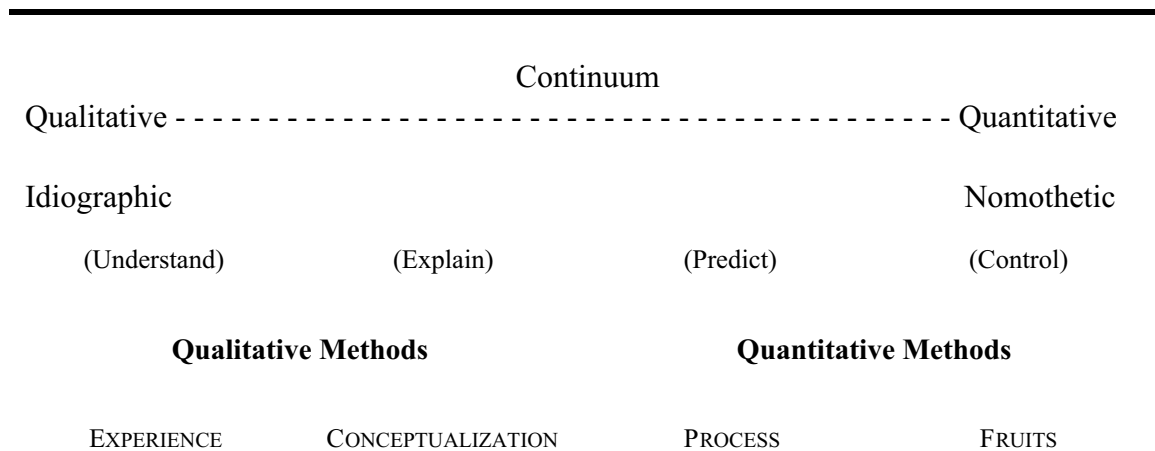 Continuum
Qualitative - - - - - - - - - - - - - - - - - - - - - - - - - - - - - - - - - - - - - - - - - - Quantitative
Idiographic Nomothetic
(Understand) (Explain) (Predict) (Control)
Qualitative Methods Quantitative Methods
EXPERIENCE CONCEPTUALIZATION PROCESS FRUITS